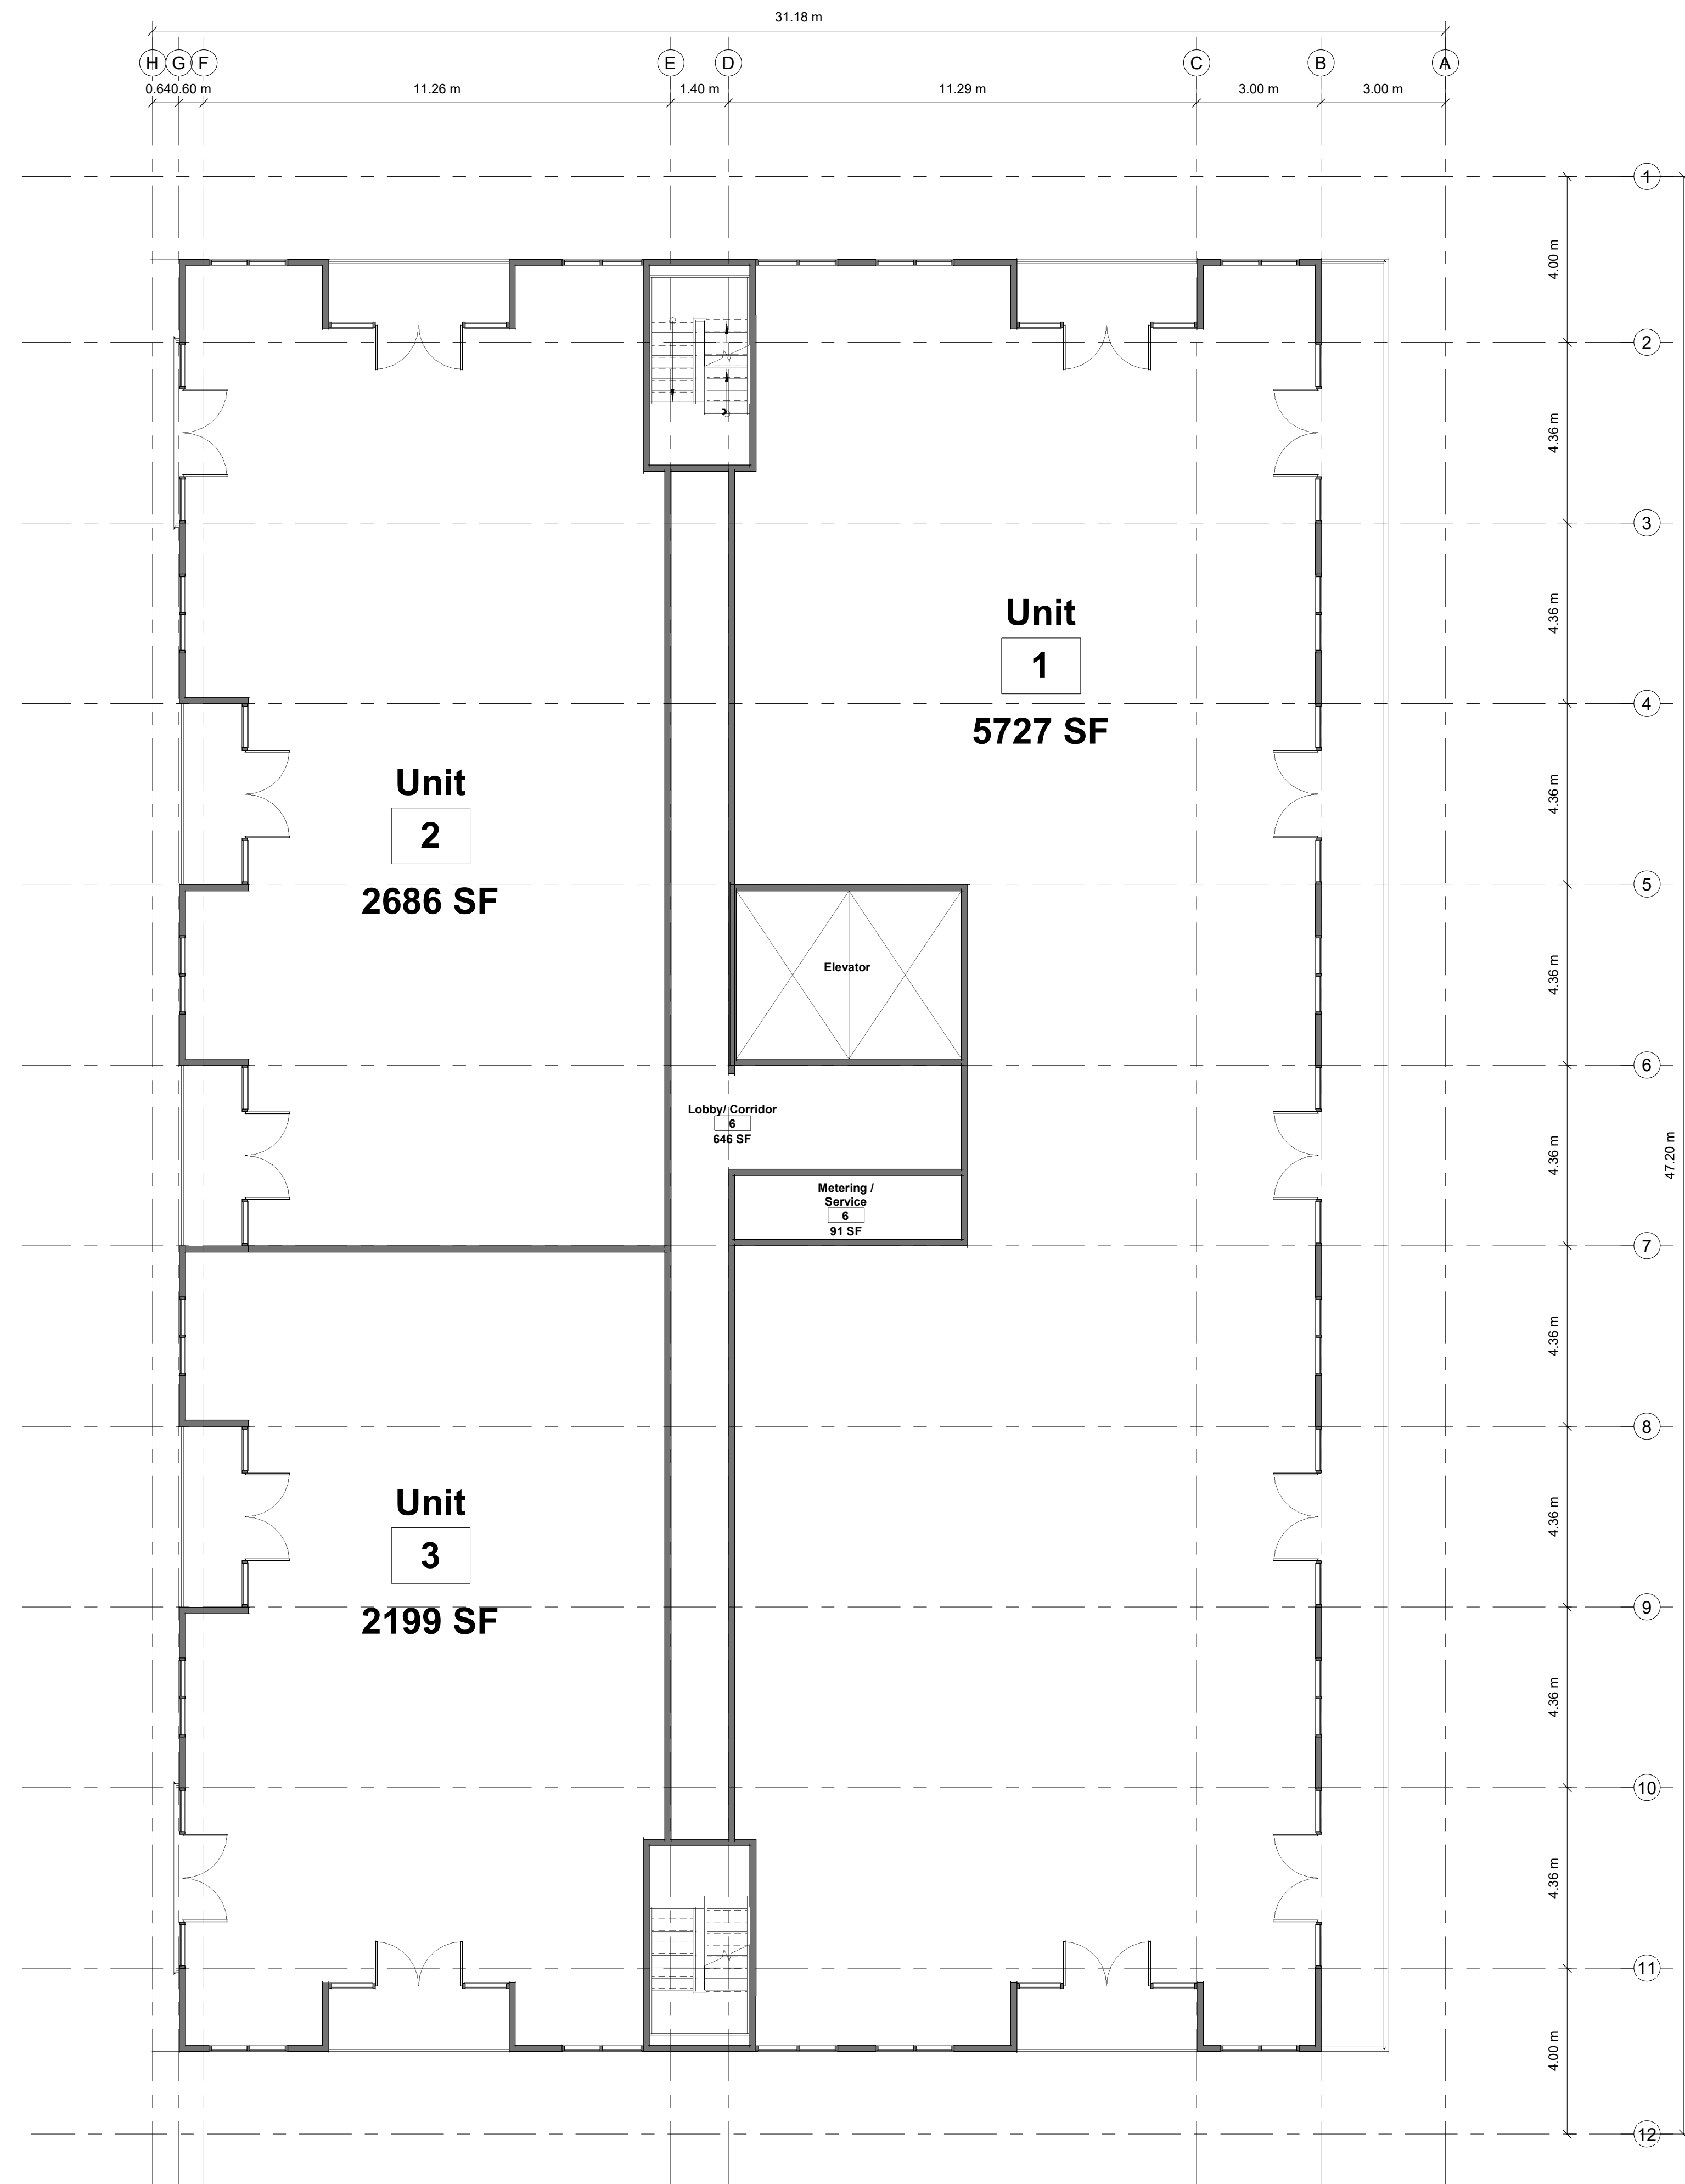 31.18 m
H G F E D C B A
0.64 0.60 m 11.26 m 1.40 m 11.29 m 3.00 m 3.00 m
1
4.00 m
2
4.36 m
3
4.36 m
Unit
1
5727 SF
4
Unit
2
2686 SF
4.36 m
5
Elevator
4.36 m
6
Lobby/ Corridor
6
646 SF
4.36 m
47.20 m
Metering /
Service
6
91 SF
7
4.36 m
8
Unit
3
2199 SF
4.36 m
9
4.36 m
10
4.36 m
11
4.00 m
12